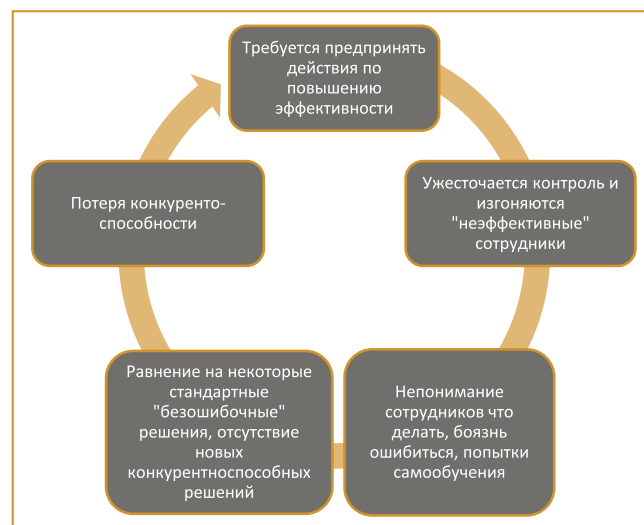 Требуется предпринять
действия по
повышению
эффективности
Ужесточается контроль и
изгоняются
"неэффективные"
сотрудники
Непонимание
сотрудников что
делать, боязнь
ошибиться, попытки
самообучения
Равнение на некоторые
стандартные
"безошибочные"
решения, отсутствие
новых
конкурентноспособных
решений
Потеря конкуренто-
способности